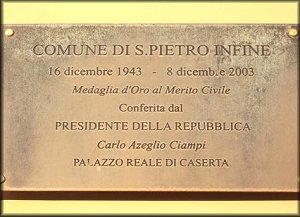 COMUNE DI S.PIETRO INFINE
16 dicembre 1943 - 8 dicembre 2003
Medaglia d'Oro al Merito Civile
Conferita dal
PRESIDENTE DELLA REPUBBLICA
Carlo Azeglio Ciampi
PALAZZO REALE DI CASERTA